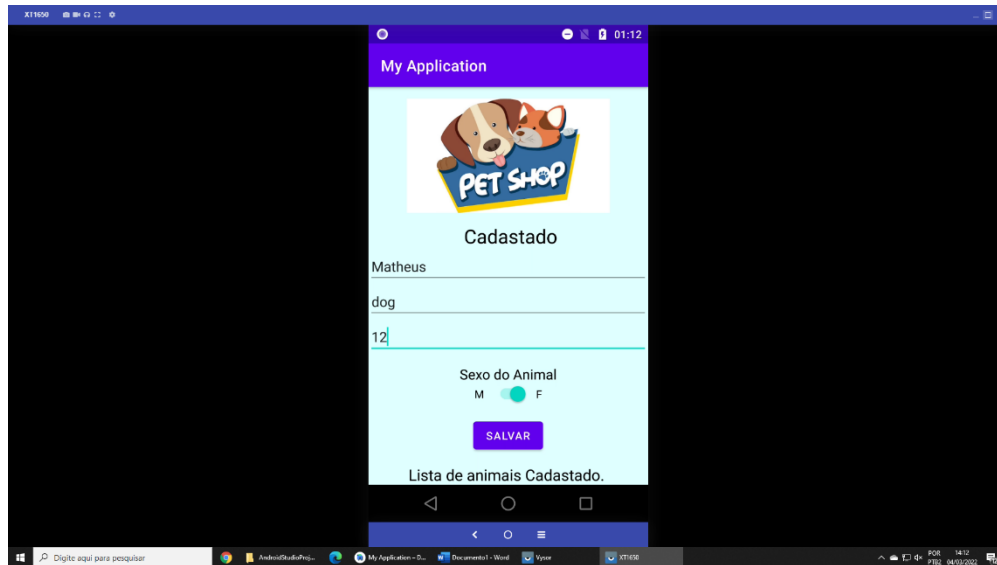 XT1650
01:12
My Application
PET SHOP
Cadastado
Matheus
dog
12
Sexo do Animal
M F
SALVAR
Lista de animais Cadastado.
Digite aqui para pesquisar
AndroidStudioProj...
My Application – D...
Documento1 - Word
Vysor
XT1650
POR 14:12
PTB2 04/03/2022